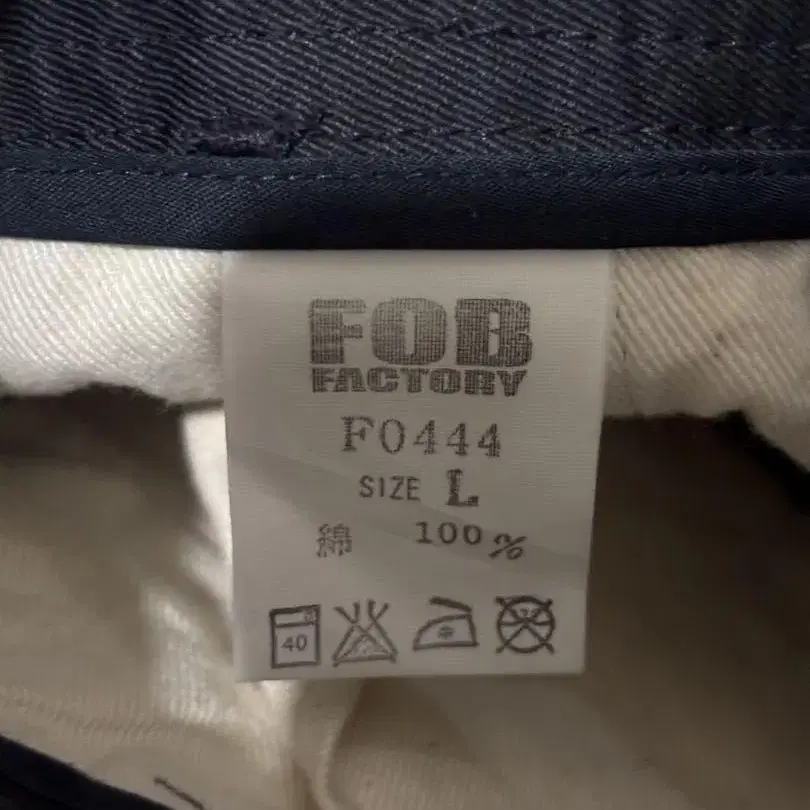 FOB
FACTORY
F0444
SIZE L
綿 100%
40